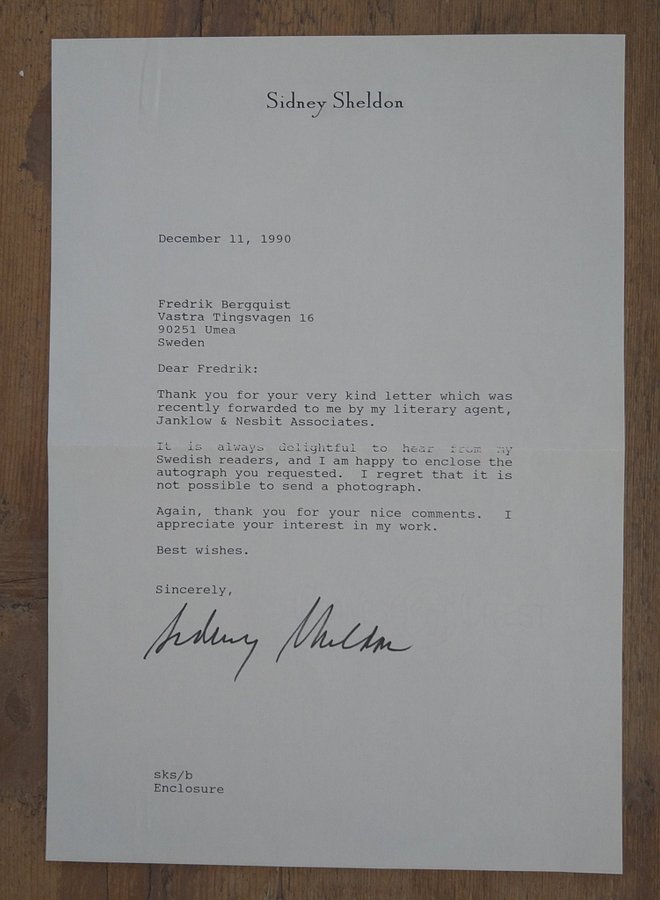 Sidney Sheldon
December 11, 1990
Fredrik Bergquist
Vastra Tingsvagen 16
90251 Umea
Sweden
Dear Fredrik:
Thank you for your very kind letter which was
recently forwarded to me by my literary agent,
Janklow & Nesbit Associates.
It is always delightful to hear from my
Swedish readers, and I am happy to enclose the
autograph you requested.  I regret that it is
not possible to send a photograph.
Again, thank you for your nice comments.  I
appreciate your interest in my work.
Best wishes.
Sincerely,
Sidney Sheldon
sks/b
Enclosure